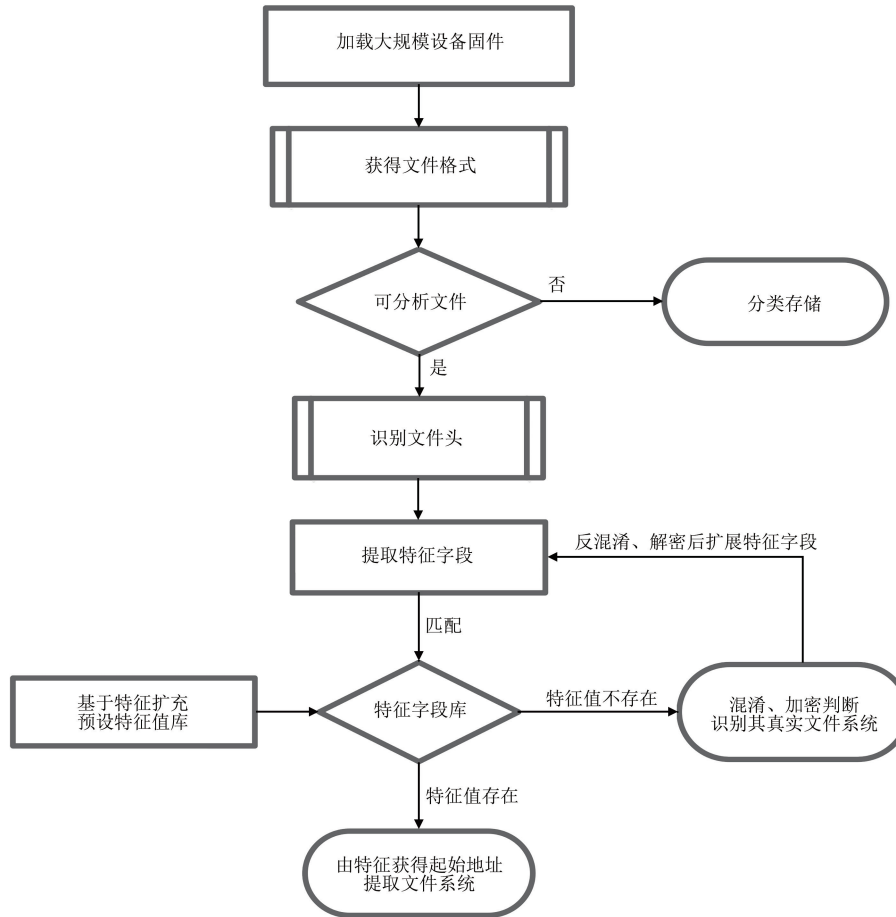 加载大规模设备固件
获得文件格式
可分析文件
否
分类存储
是
识别文件头
提取特征字段
反混淆、解密后扩展特征字段
匹配
基于特征扩充
预设特征值库
特征字段库
特征值不存在
混淆、加密判断
识别其真实文件系统
特征值存在
由特征获得起始地址
提取文件系统